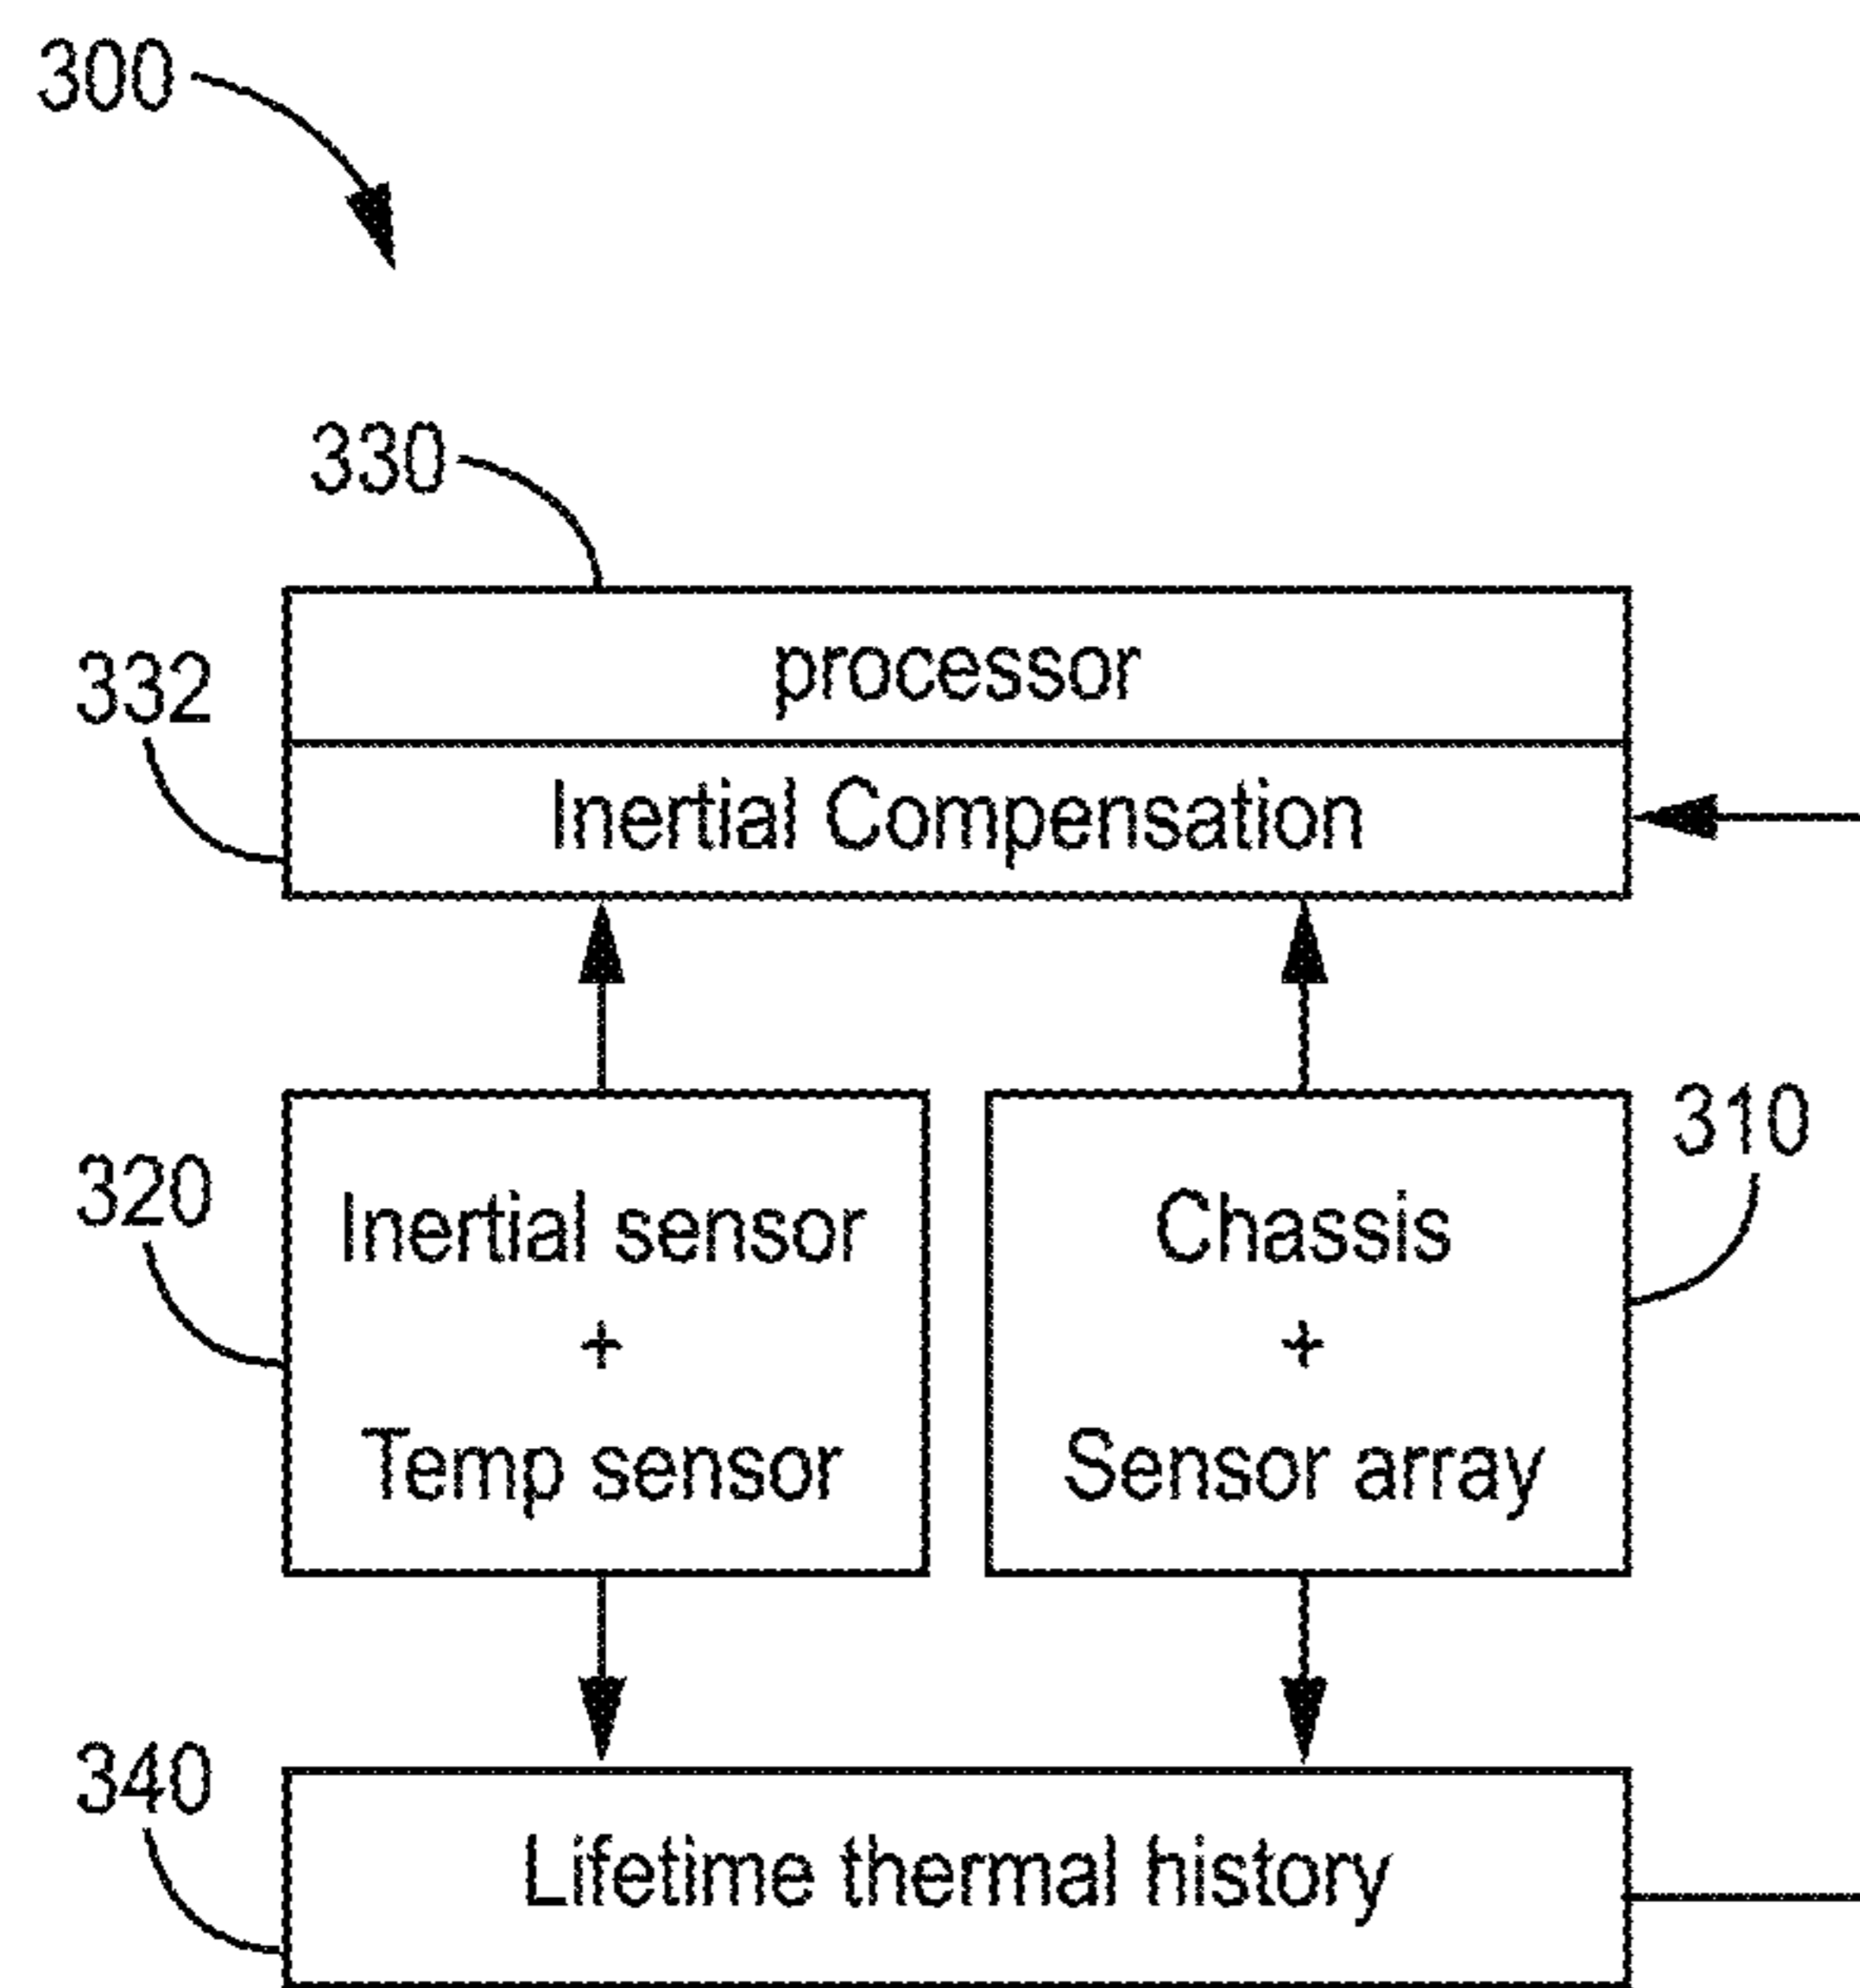 300
330
processor
332
Inertial Compensation
320
Inertial sensor
+
Temp sensor
310
Chassis
+
Sensor array
340
Lifetime thermal history